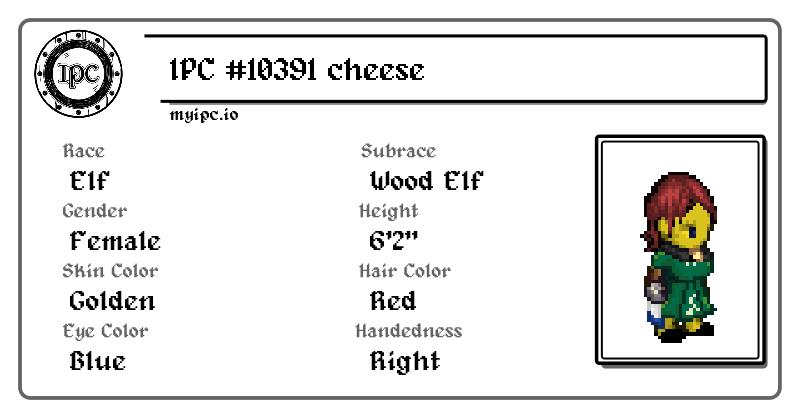 IPC
IPC #10391 cheese
myipc.io
Race
Elf
Subrace
Wood Elf
Gender
Female
Height
6'2"
Skin Color
Golden
Hair Color
Red
Eye Color
Blue
Handedness
Right